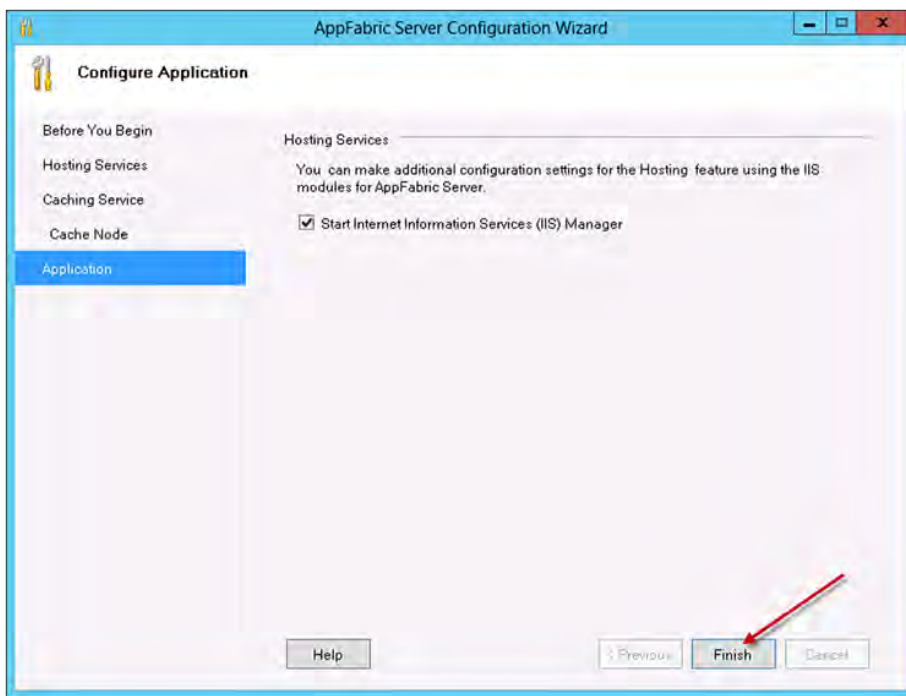 AppFabric Server Configuration Wizard
Configure Application
Before You Begin
Hosting Services
Caching Service
Cache Node
Application
Hosting Services
You can make additional configuration settings for the Hosting feature using the IIS
modules for AppFabric Server.
Start Internet Information Services (IIS) Manager
Help
< Previous
Finish
Cancel